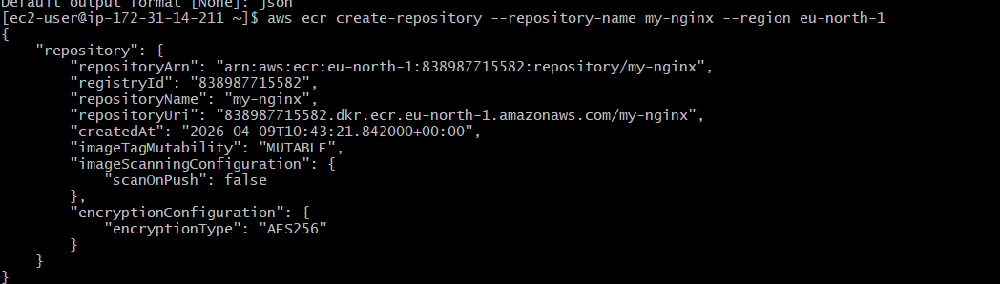 Default output format [None]: json
[ec2-user@ip-172-31-14-211 ~]$ aws ecr create-repository --repository-name my-nginx --region eu-north-1
{
    "repository": {
        "repositoryArn": "arn:aws:ecr:eu-north-1:838987715582:repository/my-nginx",
        "registryId": "838987715582",
        "repositoryName": "my-nginx",
        "repositoryUri": "838987715582.dkr.ecr.eu-north-1.amazonaws.com/my-nginx",
        "createdAt": "2026-04-09T10:43:21.842000+00:00",
        "imageTagMutability": "MUTABLE",
        "imageScanningConfiguration": {
            "scanOnPush": false
        },
        "encryptionConfiguration": {
            "encryptionType": "AES256"
        }
    }
}